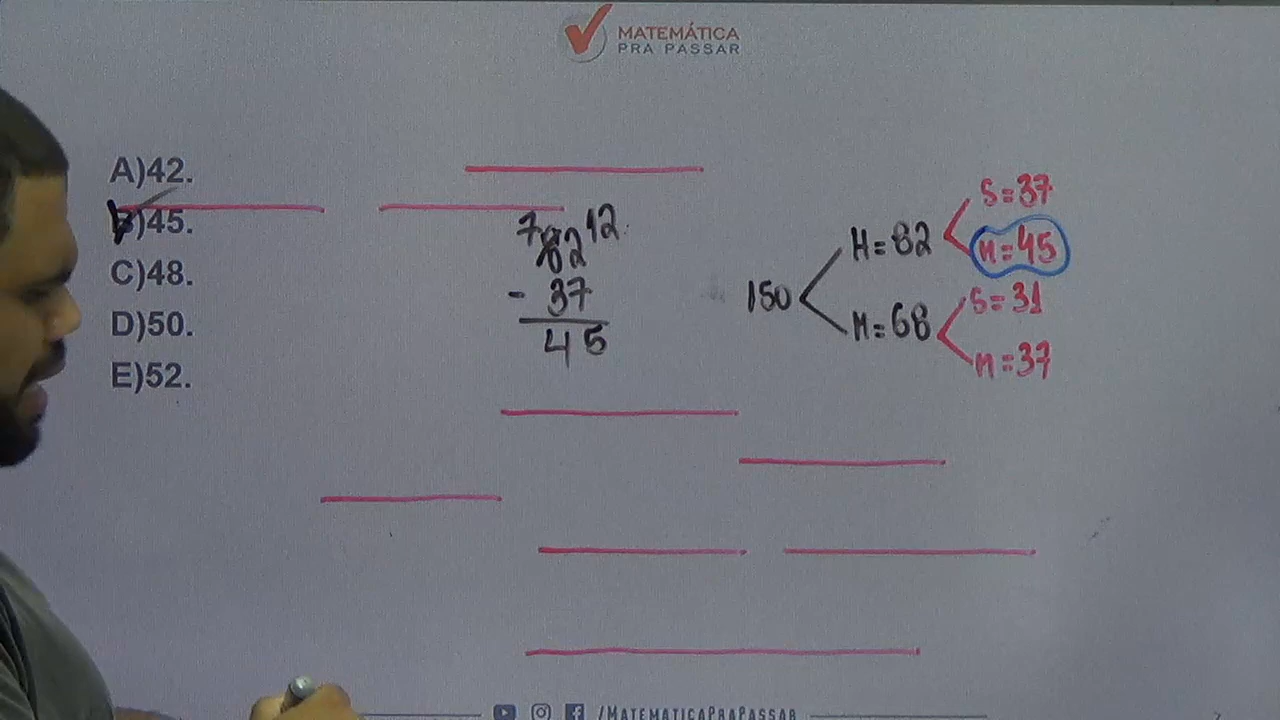 MATEMÁTICA
PRA PASSAR
A)42.
B)45.
C)48.
D)50.
E)52.
7 12
82
- 37
45
150
H=82
S=37
n=45
M=68
S=31
n=37
/MATEMATICAPRAPASSAR